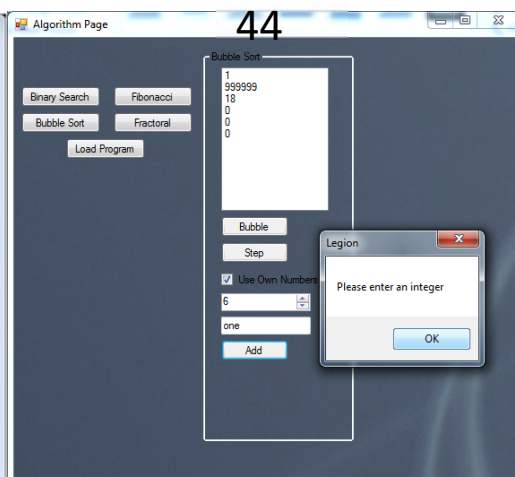 44
Algorithm Page
Bubble Sort
1
999999
18
0
0
0
Binary Search
Fibonacci
Bubble Sort
Fractoral
Load Program
Bubble
Step
Use Own Numbers
6
one
Add
Legion
Please enter an integer
OK